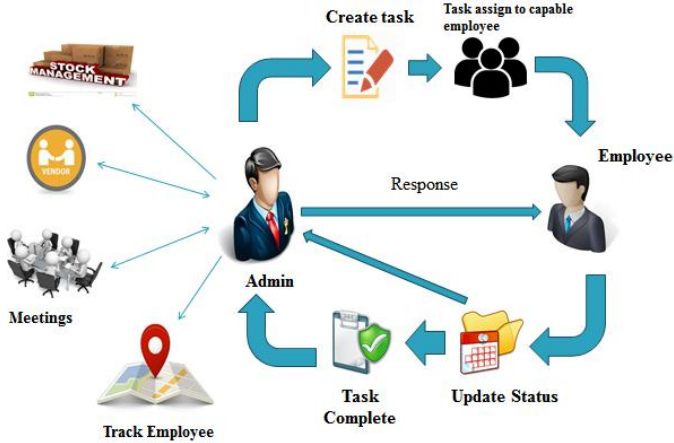 Create task
Task assign to capable
employee
STOCK
MANAGEMENT
VENDOR
Employee
Response
Admin
Meetings
Task
Complete
Update Status
Track Employee